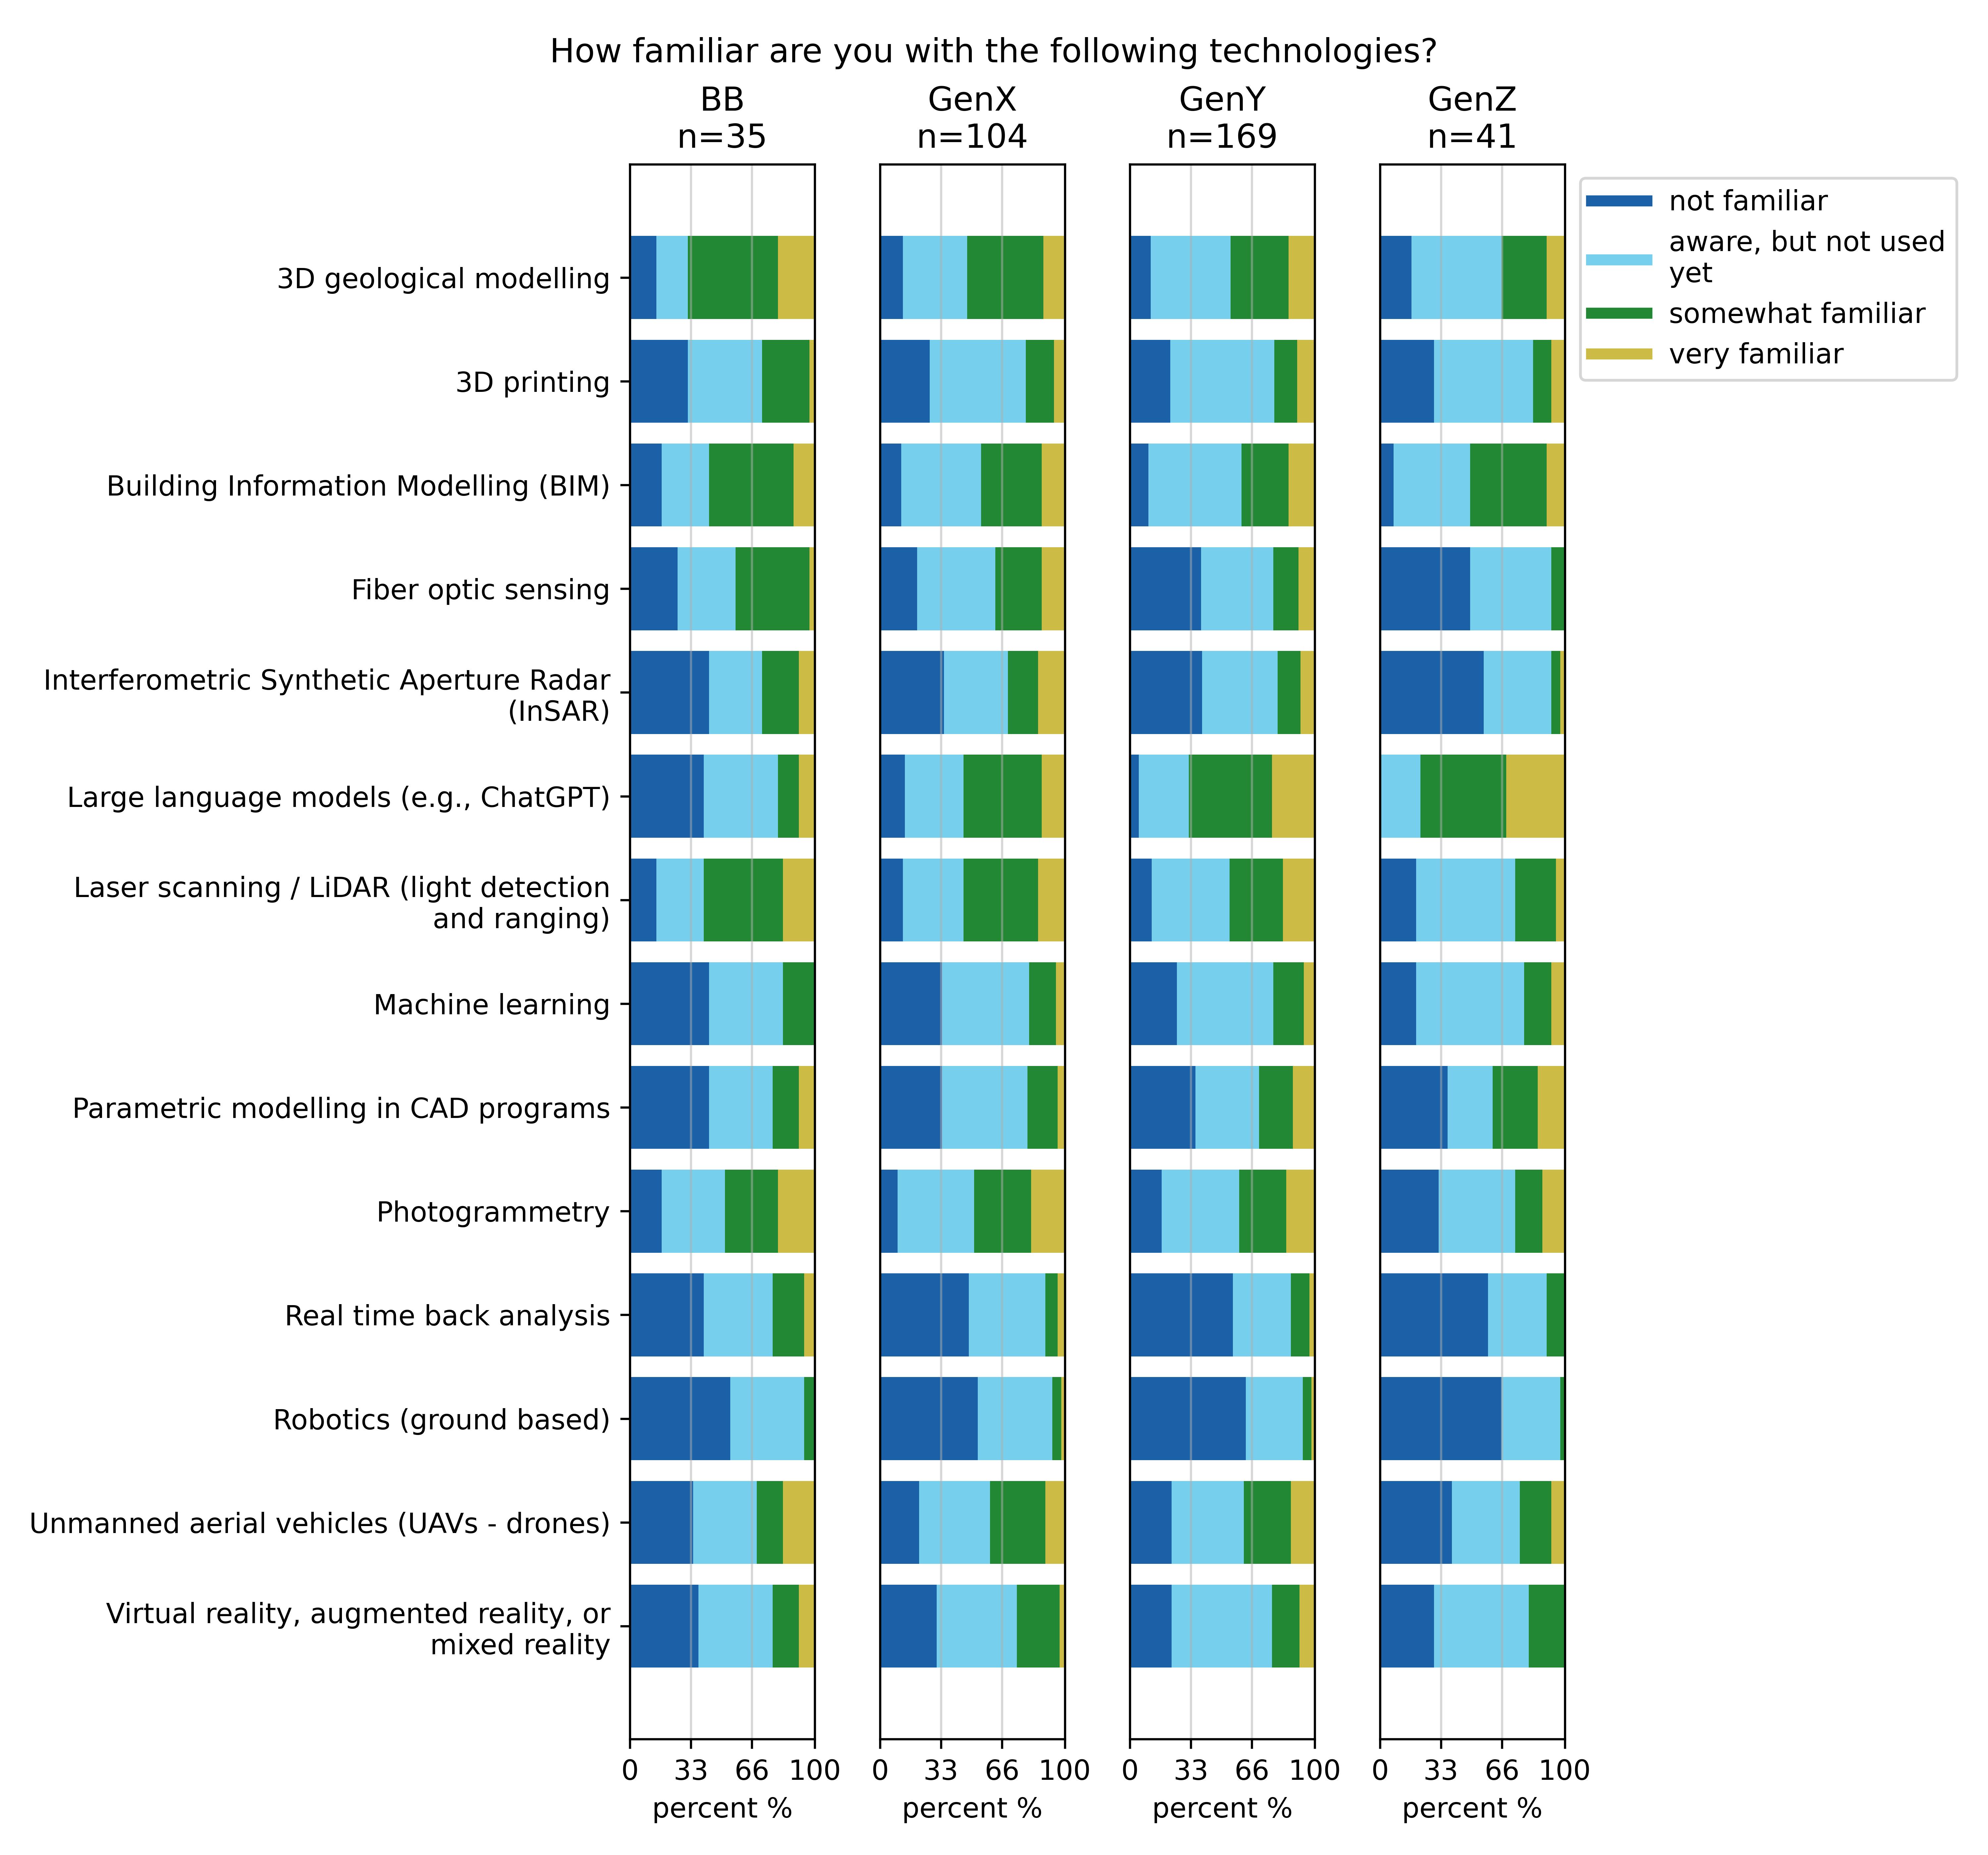 How familiar are you with the following technologies?
BB
n=35
GenX
n=104
GenY
n=169
GenZ
n=41
not familiar
aware, but not used
yet
somewhat familiar
very familiar
3D geological modelling
3D printing
Building Information Modelling (BIM)
Fiber optic sensing
Interferometric Synthetic Aperture Radar
(InSAR)
Large language models (e.g., ChatGPT)
Laser scanning / LiDAR (light detection
and ranging)
Machine learning
Parametric modelling in CAD programs
Photogrammetry
Real time back analysis
Robotics (ground based)
Unmanned aerial vehicles (UAVs - drones)
Virtual reality, augmented reality, or
mixed reality
0 33 66 100
percent %
0 33 66 100
percent %
0 33 66 100
percent %
0 33 66 100
percent %